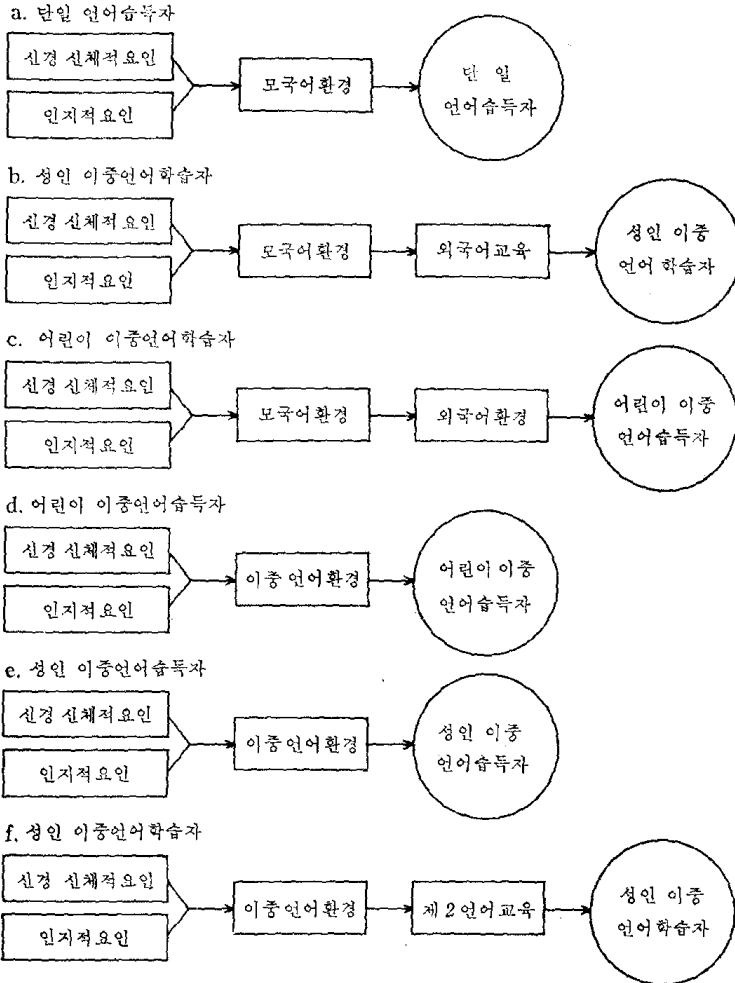 a. 단일 언어습득자
신경 신체적요인
인지적요인
모국어환경
단 일
언어습득자
b. 성인 이중언어학습자
신경 신체적요인
인지적요인
모국어환경
외국어교육
성인 이중
언어 학습자
c. 어린이 이중언어학습자
신경 신체적요인
인지적요인
모국어환경
외국어환경
어린이 이중
언어습득자
d. 어린이 이중언어습득자
신경 신체적요인
인지적요인
이중 언어환경
어린이 이중
언어습득자
e. 성인 이중언어습득자
신경 신체적요인
인지적요인
이중언어환경
성인 이중
언어습득자
f. 성인 이중언어학습자
신경 신체적요인
인지적요인
이중언어환경
제 2 언어교육
성인 이중
언어학습자